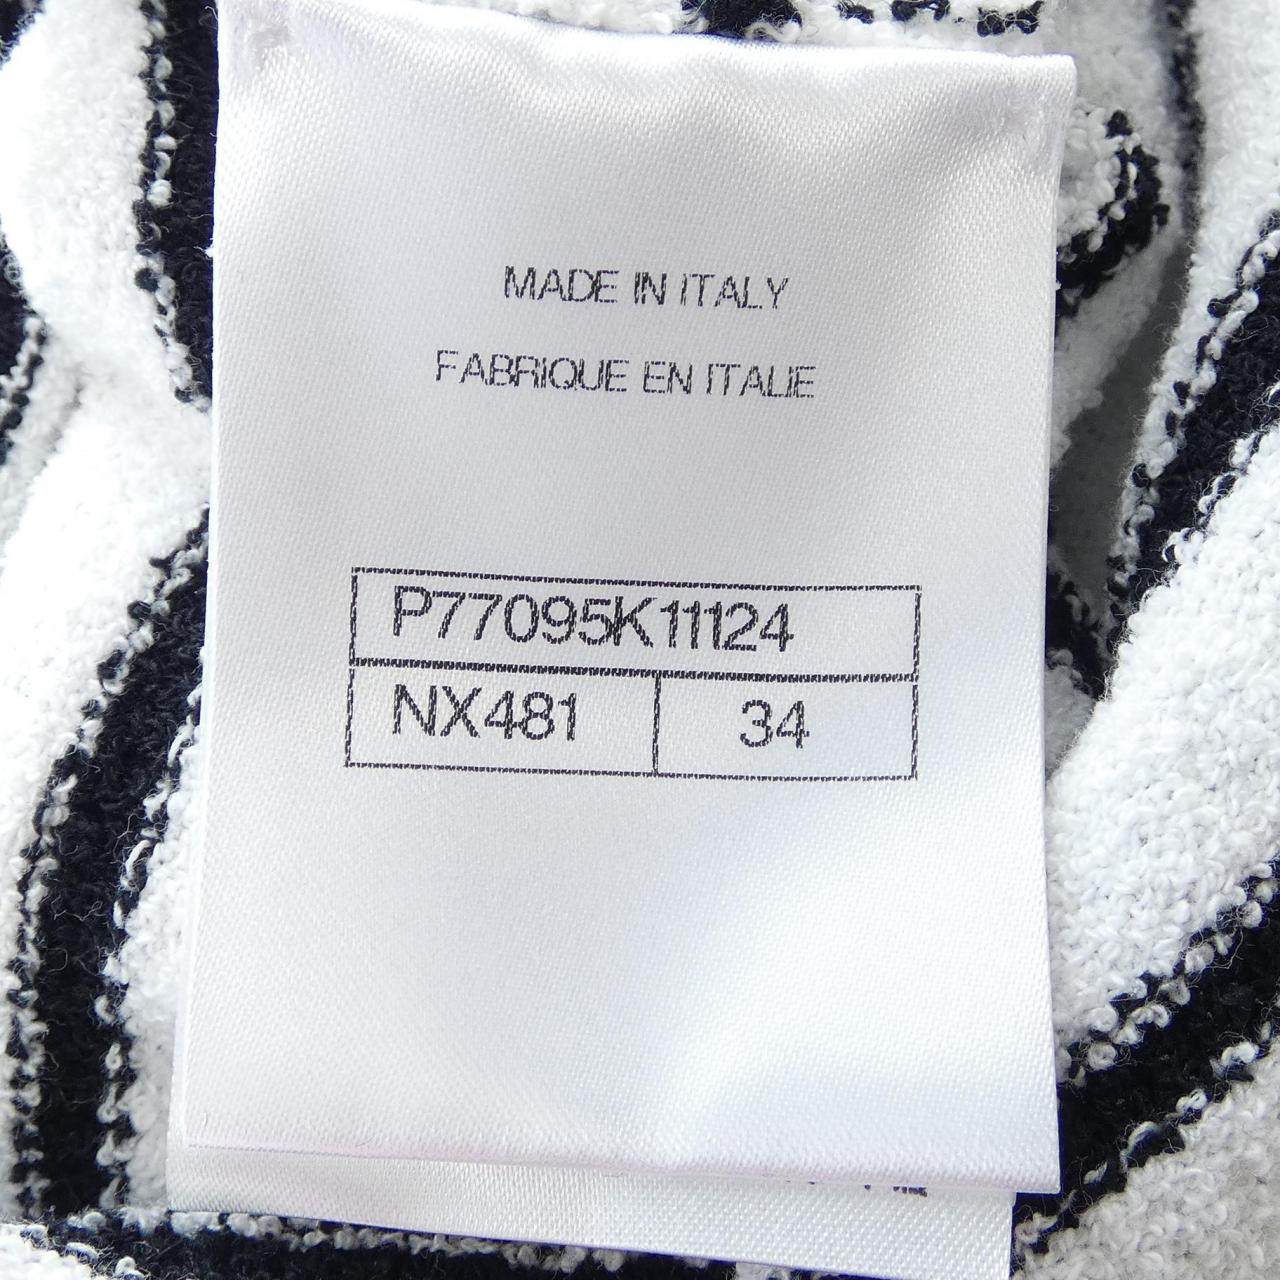 MADE IN ITALY
FABRIQUE EN ITALIE
P77095K11124
NX481 34